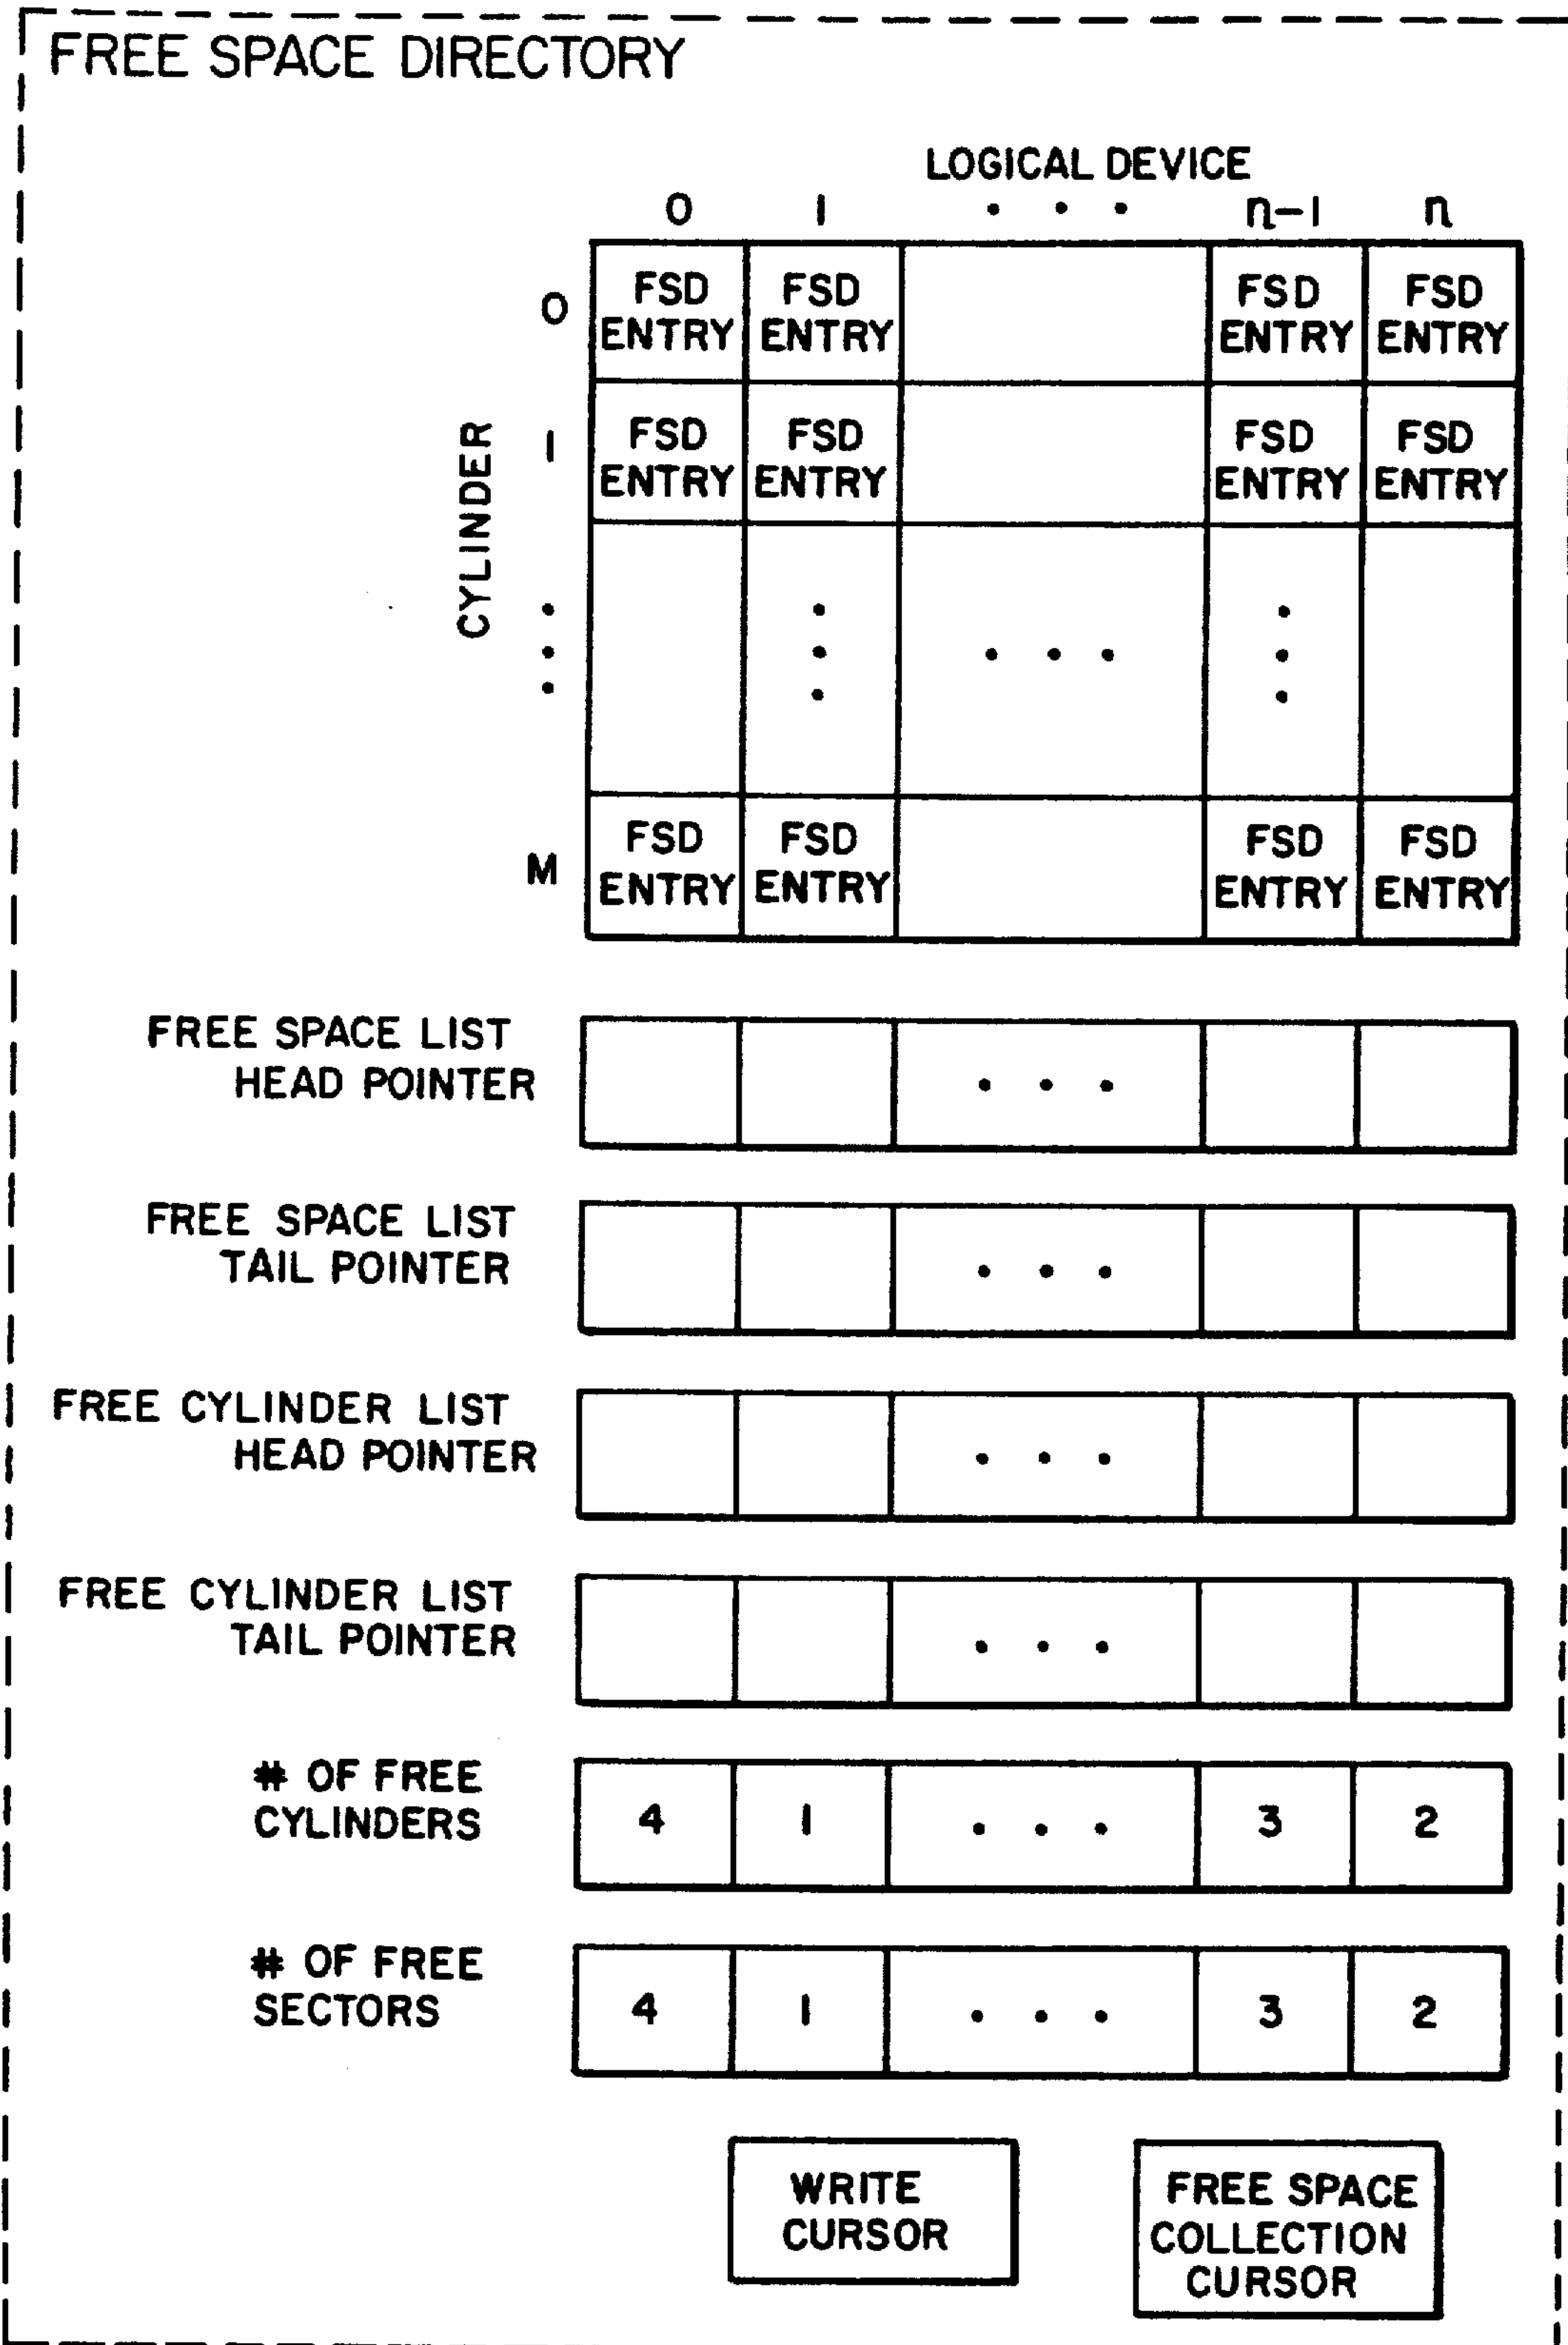 FREE SPACE DIRECTORY
LOGICAL DEVICE
0 1 • • • n-1 n
CYLINDER
0 FSD ENTRY FSD ENTRY FSD ENTRY FSD ENTRY
1 FSD ENTRY FSD ENTRY FSD ENTRY FSD ENTRY
• • •
M FSD ENTRY FSD ENTRY FSD ENTRY FSD ENTRY
FREE SPACE LIST
HEAD POINTER • • •
FREE SPACE LIST
TAIL POINTER • • •
FREE CYLINDER LIST
HEAD POINTER • • •
FREE CYLINDER LIST
TAIL POINTER • • •
# OF FREE
CYLINDERS 4 1 • • • 3 2
# OF FREE
SECTORS 4 1 • • • 3 2
WRITE
CURSOR
FREE SPACE
COLLECTION
CURSOR